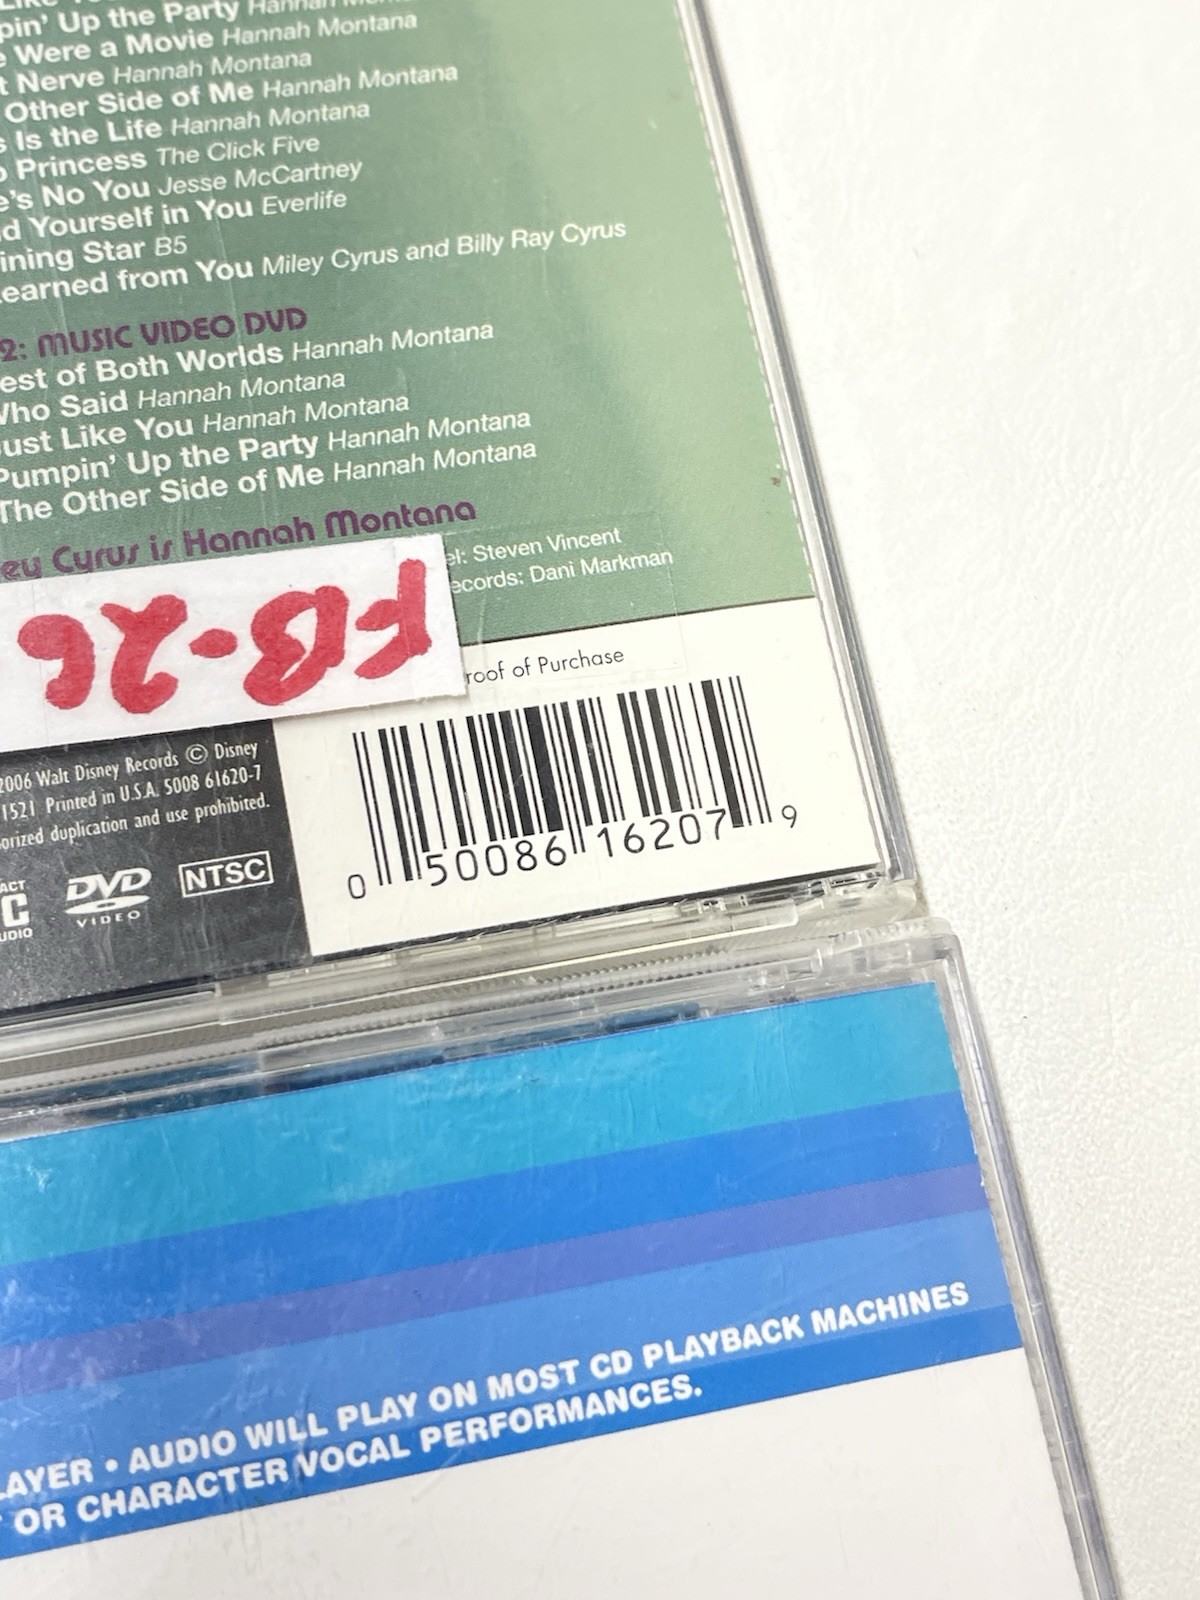 pin' Up the Party Hannah
e Were a Movie Hannah Montana
t Nerve Hannah Montana
Other Side of Me Hannah Montana
s Is the Life Hannah Montana
o Princess The Click Five
e's No You Jesse McCartney
d Yourself in You Everlife
ining Star B5
earned from You Miley Cyrus and Billy Ray Cyrus
2: MUSIC VIDEO DVD
est of Both Worlds Hannah Montana
Who Said Hannah Montana
Just Like You Hannah Montana
Pumpin' Up the Party Hannah Montana
The Other Side of Me Hannah Montana
ey Cyrus is Hannah Montana
el: Steven Vincent
ecords: Dani Markman
FB-26
roof of Purchase
2006 Walt Disney Records © Disney
1521 Printed in U.S.A. 5008 61620-7
orized duplication and use prohibited.
DVD VIDEO
NTSC
0 50086 16207 9
LAYER • AUDIO WILL PLAY ON MOST CD PLAYBACK MACHINES
OR CHARACTER VOCAL PERFORMANCES.